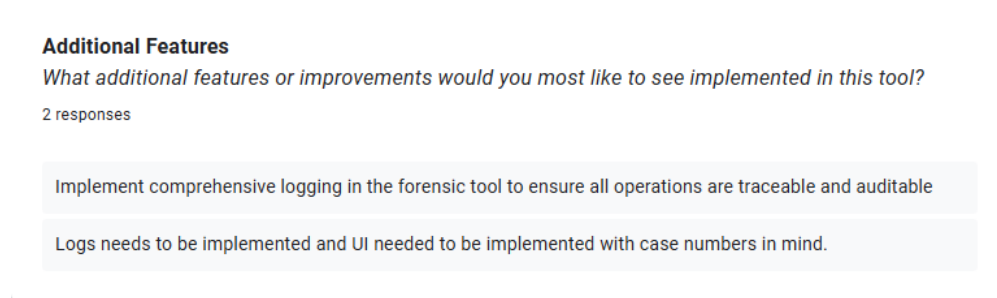 Additional Features
What additional features or improvements would you most like to see implemented in this tool?
2 responses
Implement comprehensive logging in the forensic tool to ensure all operations are traceable and auditable
Logs needs to be implemented and UI needed to be implemented with case numbers in mind.